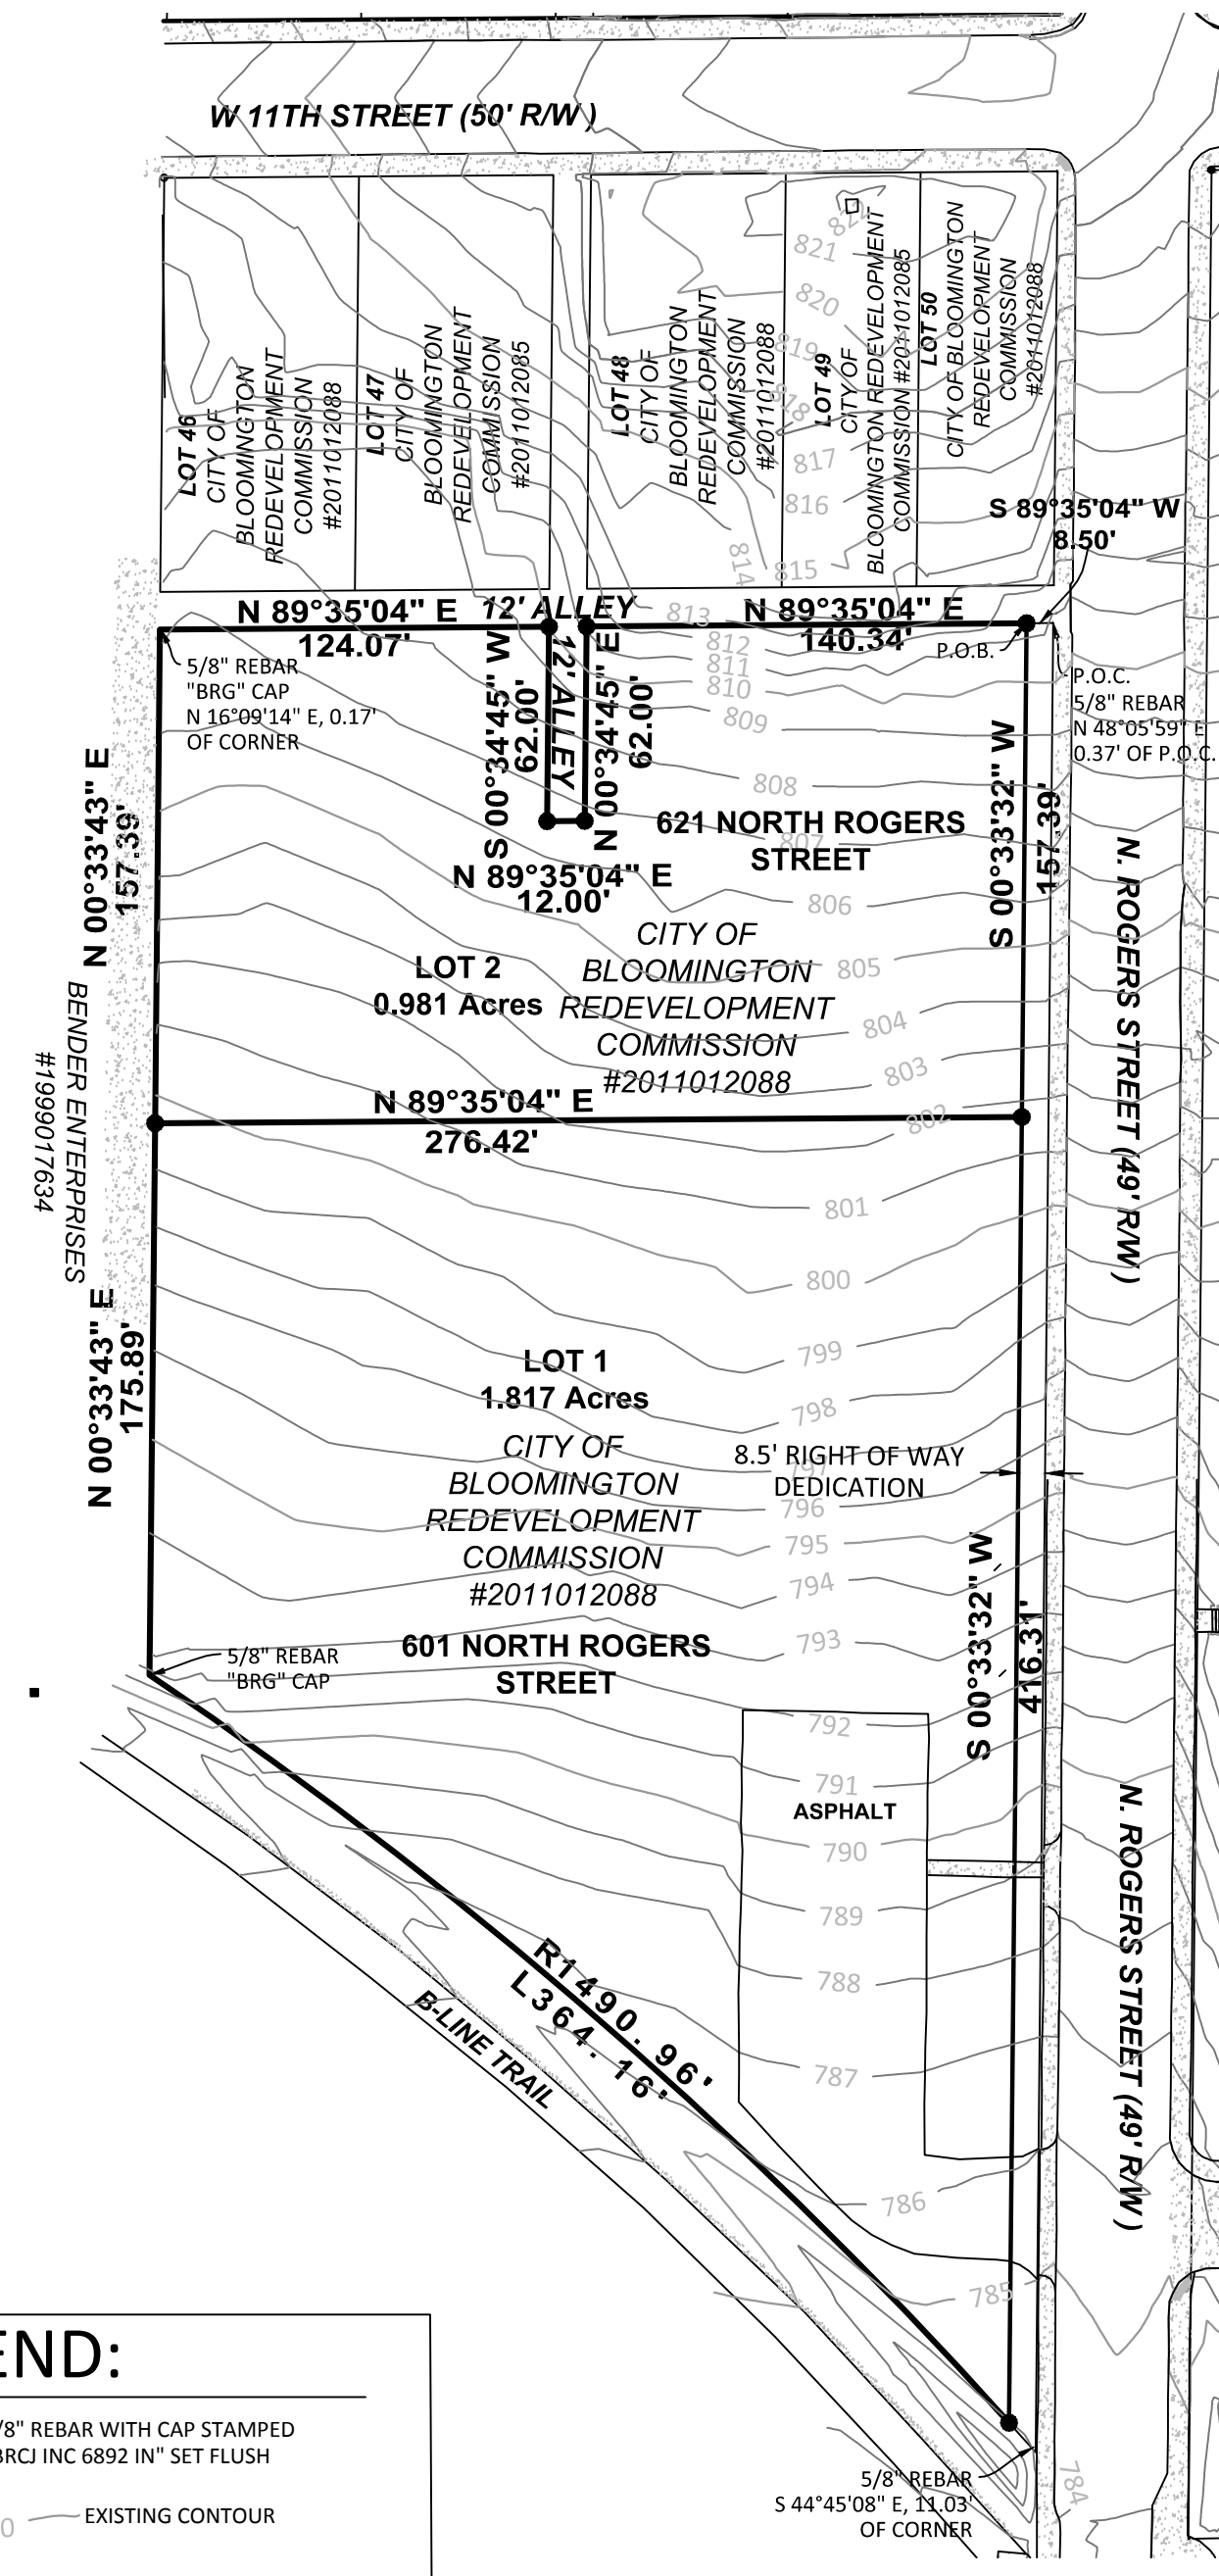 W 11TH STREET (50' R/W )
LOT 46
CITY OF
BLOOMINGTON
REDEVELOPMENT
COMMISSION
#2011012088
LOT 47
CITY OF
BLOOMINGTON
REDEVELOPMENT
COMMISSION
#2011012085
LOT 48
CITY OF
BLOOMINGTON
REDEVELOPMENT
COMMISSION
#2011012088
LOT 49
CITY OF
BLOOMINGTON REDEVELOPMENT
COMMISSION #2011012085
LOT 50
CITY OF BLOOMINGTON
REDEVELOPMENT
COMMISSION
#2011012088
822
821
820
819
818
817
816
815
814
813
812
811
810
809
808
807
806
805
804
803
802
801
800
799
798
797
796
795
794
793
792
791
790
789
788
787
786
785
784
S 89°35'04" W
8.50'
N 89°35'04" E
124.07'
12' ALLEY
N 89°35'04" E
140.34'
P.O.B.
P.O.C.
5/8" REBAR
N 48°05'59" E
0.37' OF P.O.C.
5/8" REBAR
"BRG" CAP
N 16°09'14" E, 0.17'
OF CORNER
S 00°34'45" W
62.00'
12' ALLEY
N 00°34'45" E
62.00'
N 89°35'04" E
12.00'
621 NORTH ROGERS
STREET
S 00°33'32" W
157.39'
N 00°33'43" E
157.39'
LOT 2
0.981 Acres
CITY OF
BLOOMINGTON
REDEVELOPMENT
COMMISSION
#2011012088
N. ROGERS STREET (49' R/W )
BENDER ENTERPRISES
#1999017634
N 89°35'04" E
276.42'
N 00°33'43" E
175.89'
LOT 1
1.817 Acres
CITY OF
BLOOMINGTON
REDEVELOPMENT
COMMISSION
#2011012088
8.5' RIGHT OF WAY
DEDICATION
S 00°33'32" W
416.31'
601 NORTH ROGERS
STREET
5/8" REBAR
"BRG" CAP
ASPHALT
N. ROGERS STREET (49' R/W )
R1490.96'
L364.16'
B-LINE TRAIL
5/8" REBAR
S 44°45'08" E, 11.03'
OF CORNER
END:
/8" REBAR WITH CAP STAMPED
BRCJ INC 6892 IN" SET FLUSH
0
EXISTING CONTOUR